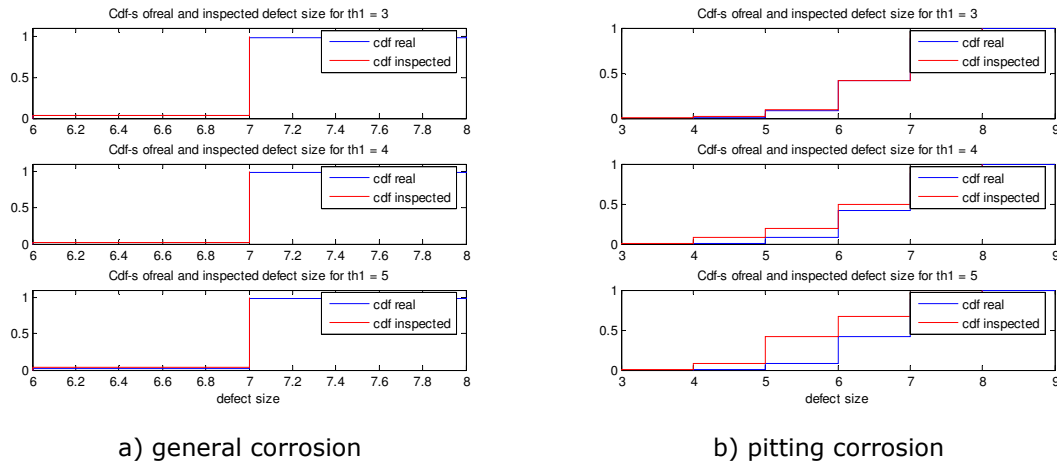 Cdf-s ofreal and inspected defect size for th1 = 3
1
0.5
0
cdf real
cdf inspected
6 6.2 6.4 6.6 6.8 7 7.2 7.4 7.6 7.8 8
Cdf-s ofreal and inspected defect size for th1 = 4
1
0.5
0
cdf real
cdf inspected
6 6.2 6.4 6.6 6.8 7 7.2 7.4 7.6 7.8 8
Cdf-s ofreal and inspected defect size for th1 = 5
1
0.5
0
cdf real
cdf inspected
6 6.2 6.4 6.6 6.8 7 7.2 7.4 7.6 7.8 8
defect size
a) general corrosion
Cdf-s ofreal and inspected defect size for th1 = 3
1
0.5
0
cdf real
cdf inspected
3 4 5 6 7 8 9
Cdf-s ofreal and inspected defect size for th1 = 4
1
0.5
0
cdf real
cdf inspected
3 4 5 6 7 8 9
Cdf-s ofreal and inspected defect size for th1 = 5
1
0.5
0
cdf real
cdf inspected
3 4 5 6 7 8 9
defect size
b) pitting corrosion